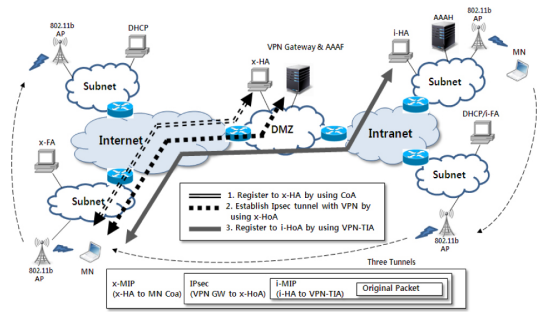 802.11b
AP
DHCP
Subnet
VPN Gateway & AAAF
x-HA
i-HA
AAAH
802.11b
AP
MN
Subnet
Internet
DMZ
Intranet
x-FA
DHCP/i-FA
Subnet
Subnet
802.11b
AP
MN
802.11b
AP
1. Register to x-HA by using CoA
2. Establish Ipsec tunnel with VPN by
using x-HoA
3. Register to i-HoA by using VPN-TIA
Three Tunnels
x-MIP
(x-HA to MN Coa)
IPsec
(VPN GW to x-HoA)
i-MIP
(i-HA to VPN-TIA)
Original Packet